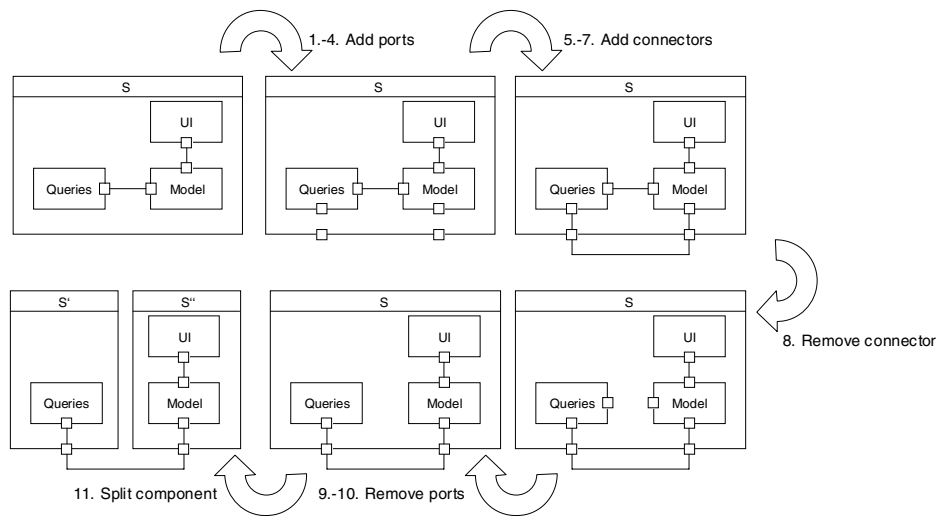 1.-4. Add ports
5.-7. Add connectors
S
S
S
UI
UI
UI
Queries
Model
Queries
Model
Queries
Model
8. Remove connector
S‘
S“
S
S
UI
UI
UI
Queries
Model
Queries
Model
Queries
Model
11. Split component
9.-10. Remove ports